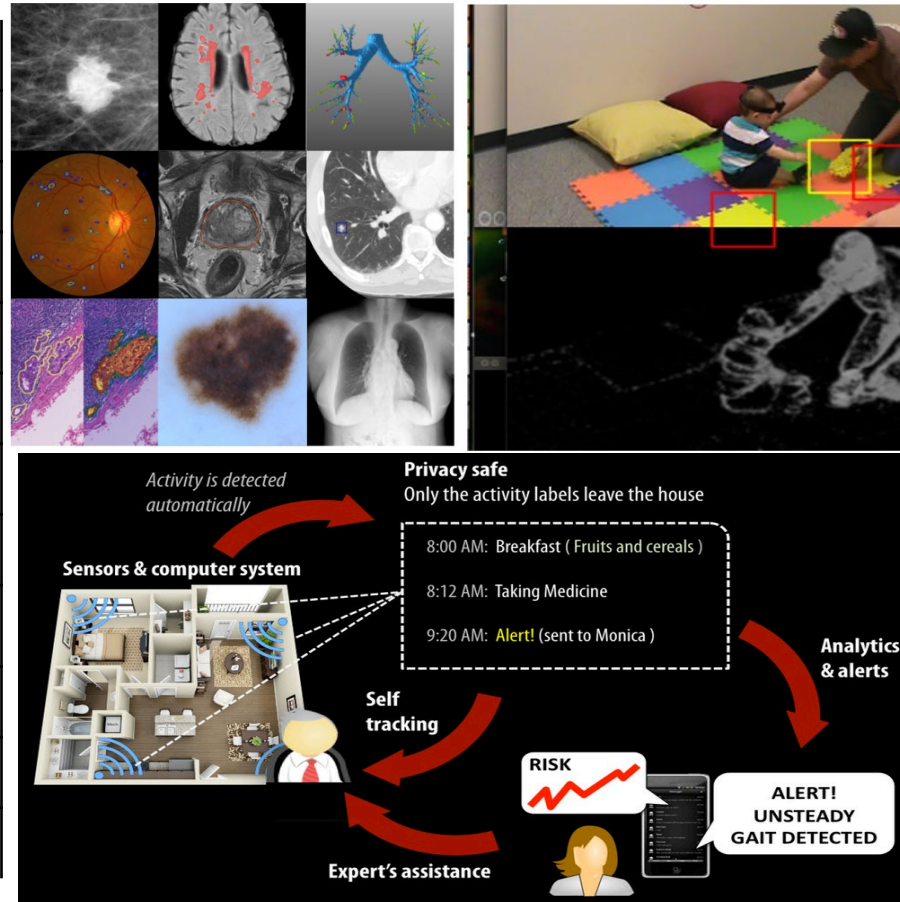 Activity is detected
automatically
Privacy safe
Only the activity labels leave the house
Sensors & computer system
8:00 AM: Breakfast ( Fruits and cereals )
8:12 AM: Taking Medicine
9:20 AM: Alert! (sent to Monica )
Analytics
& alerts
Self
tracking
RISK
ALERT!
UNSTEADY
GAIT DETECTED
Expert's assistance